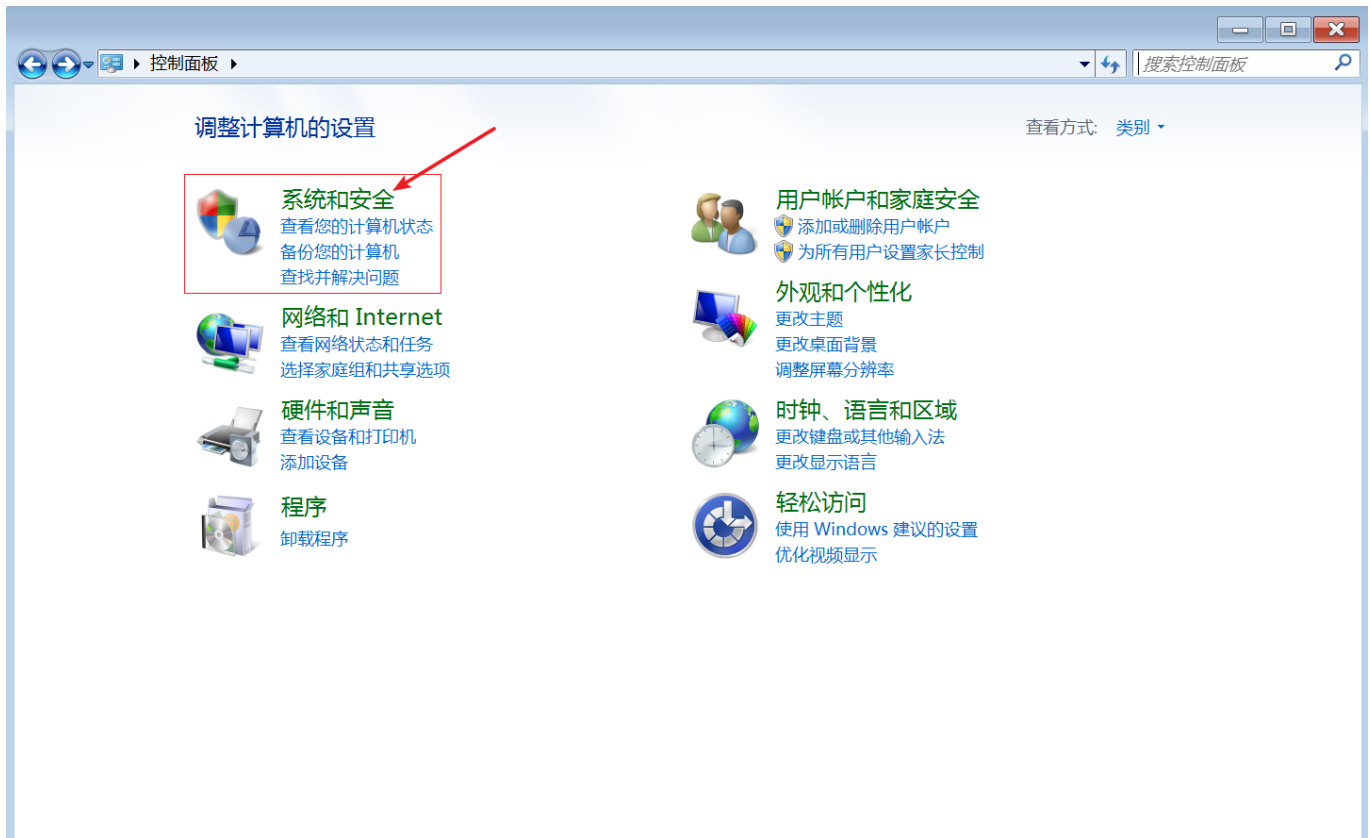 控制面板
搜索控制面板
调整计算机的设置
查看方式: 类别
系统和安全
查看您的计算机状态
备份您的计算机
查找并解决问题
网络和 Internet
查看网络状态和任务
选择家庭组和共享选项
硬件和声音
查看设备和打印机
添加设备
程序
卸载程序
用户帐户和家庭安全
添加或删除用户帐户
为所有用户设置家长控制
外观和个性化
更改主题
更改桌面背景
调整屏幕分辨率
时钟、语言和区域
更改键盘或其他输入法
更改显示语言
轻松访问
使用 Windows 建议的设置
优化视频显示